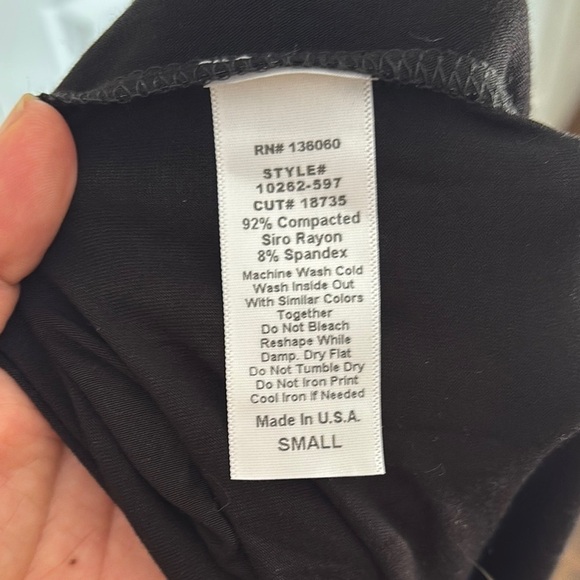 RN# 136060
STYLE#
10262-597
CUT# 18735
92% Compacted
Siro Rayon
8% Spandex
Machine Wash Cold
Wash Inside Out
With Similar Colors
Together
Do Not Bleach
Reshape While
Damp. Dry Flat
Do Not Tumble Dry
Do Not Iron Print
Cool Iron if Needed
Made In U.S.A.
SMALL